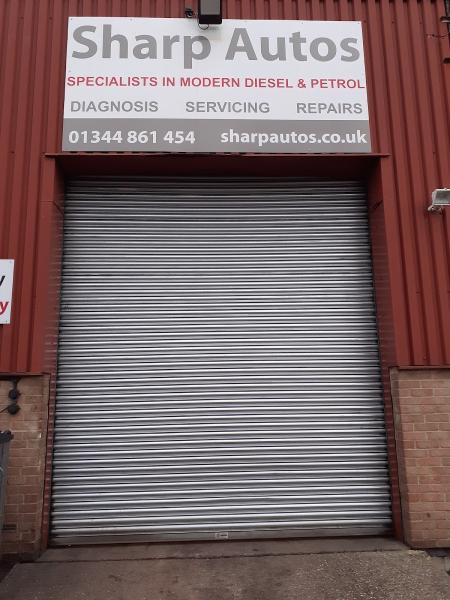 Sharp Autos
SPECIALISTS IN MODERN DIESEL & PETROL
DIAGNOSIS SERVICING REPAIRS
01344 861 454 sharpautos.co.uk